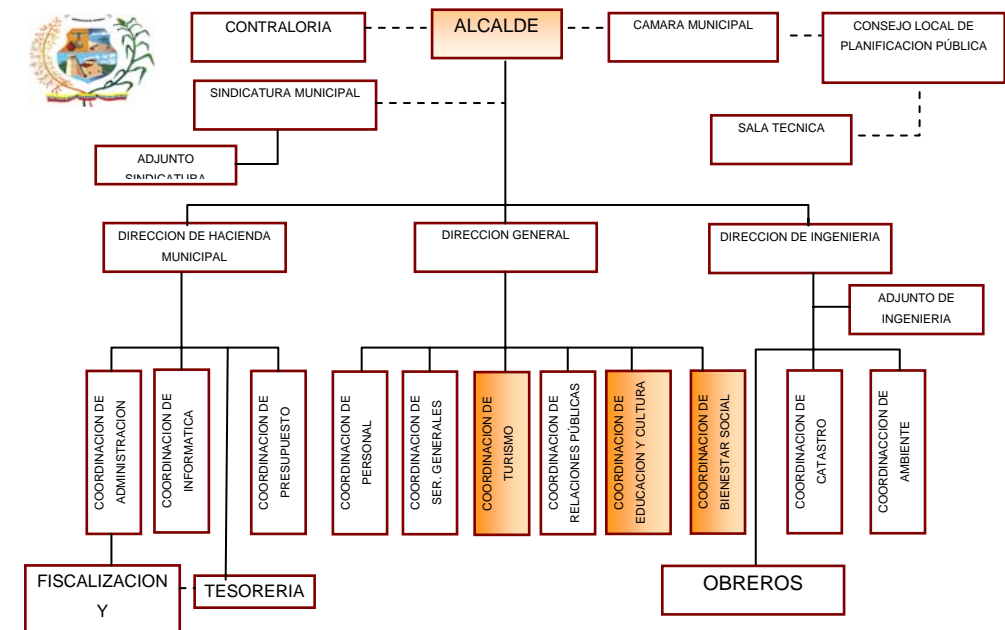 CONTRALORIA
ALCALDE
CAMARA MUNICIPAL
CONSEJO LOCAL DE
PLANIFICACION PÚBLICA
SINDICATURA MUNICIPAL
SALA TECNICA
ADJUNTO
SINDICATURA
DIRECCION DE HACIENDA
MUNICIPAL
DIRECCION GENERAL
DIRECCION DE INGENIERIA
ADJUNTO DE
INGENIERIA
COORDINACION DE
ADMINISTRACION
COORDINACION DE
INFORMATICA
COORDINACION DE
PRESUPUESTO
COORDINACION DE
PERSONAL
COORDINACION DE
SER. GENERALES
COORDINACION DE
TURISMO
COORDINACION DE
RELACIONES PÚBLICAS
COORDINACION DE
EDUCACION Y CULTURA
COORDINACION DE
BIENESTAR SOCIAL
COORDINACION DE
CATASTRO
COORDINACCION DE
AMBIENTE
FISCALIZACION
Y
TESORERIA
OBREROS